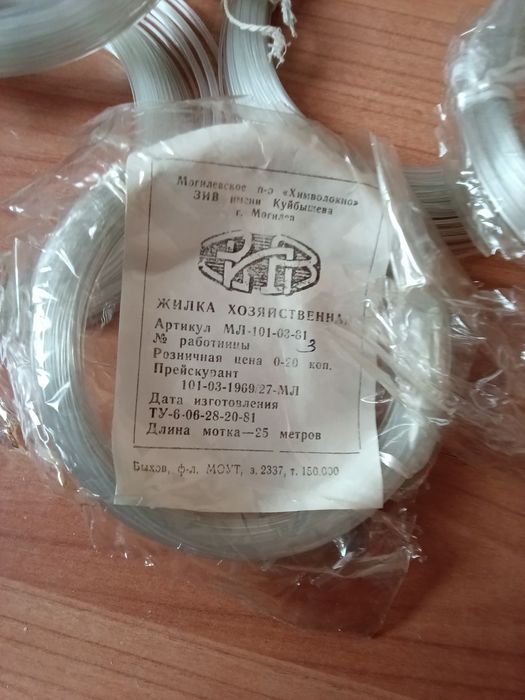 Могилевское п-о «Химволокно»
ЗИВ имени Куйбышева
г. Могилев
ЖИЛКА ХОЗЯЙСТВЕННАЯ
Артикул МЛ-101-03-81
№ работницы 3
Розничная цена 0-20 коп.
Прейскурант
101-03-1969/27-МЛ
Дата изготовления
ТУ-6-06-28-20-81
Длина мотка—25 метров
Быхов, ф-л. МОУТ, з. 2337, т. 150.000